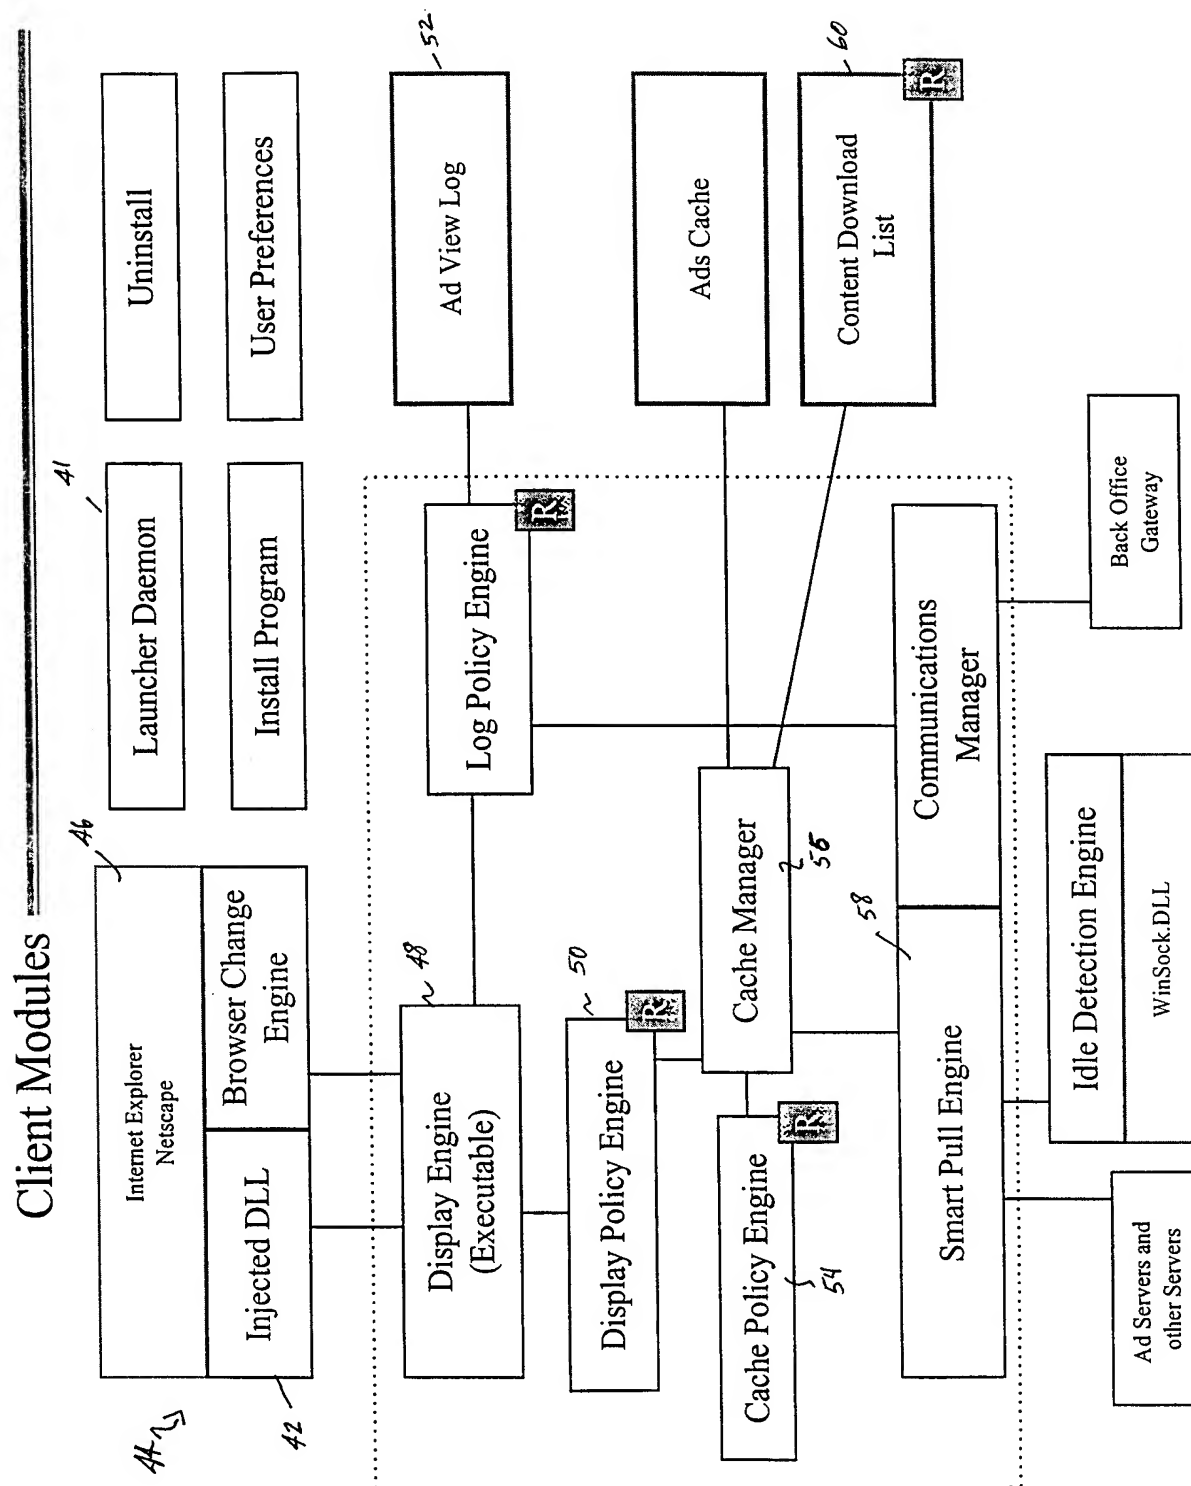 Client Modules
44
46
Internet Explorer
Netscape
Injected DLL
42
Browser Change
Engine
41
Launcher Daemon
Install Program
Uninstall
User Preferences
48
Display Engine
(Executable)
Log Policy Engine
R
52
Ad View Log
50
Display Policy Engine
R
Cache Policy Engine
R
54
Cache Manager
56
Ads Cache
60
Content Download
List
R
58
Smart Pull Engine
Communications
Manager
Ad Servers and
other Servers
Idle Detection Engine
WinSock.DLL
Back Office
Gateway